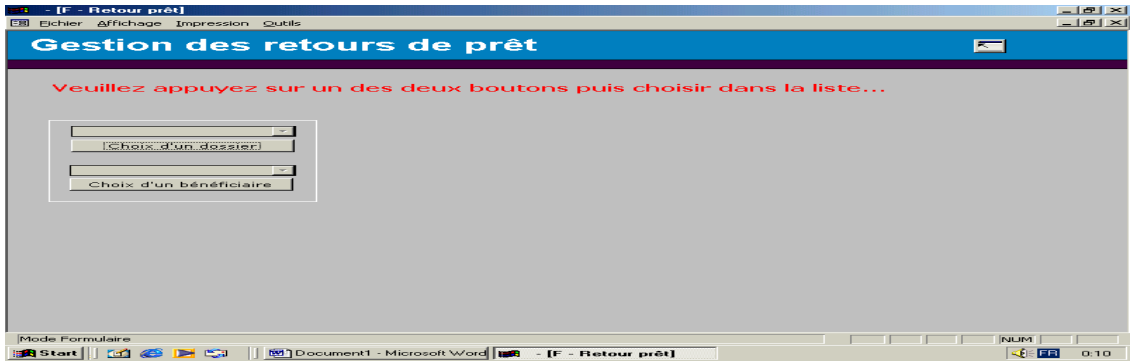 - [F - Retour prêt]
Fichier Affichage Impression Outils
Gestion des retours de prêt
Veuillez appuyez sur un des deux boutons puis choisir dans la liste...
Choix d'un dossier
Choix d'un bénéficiaire
Mode Formulaire NUM
Start Document1 - Microsoft Word - [F - Retour prêt] FR 0:10